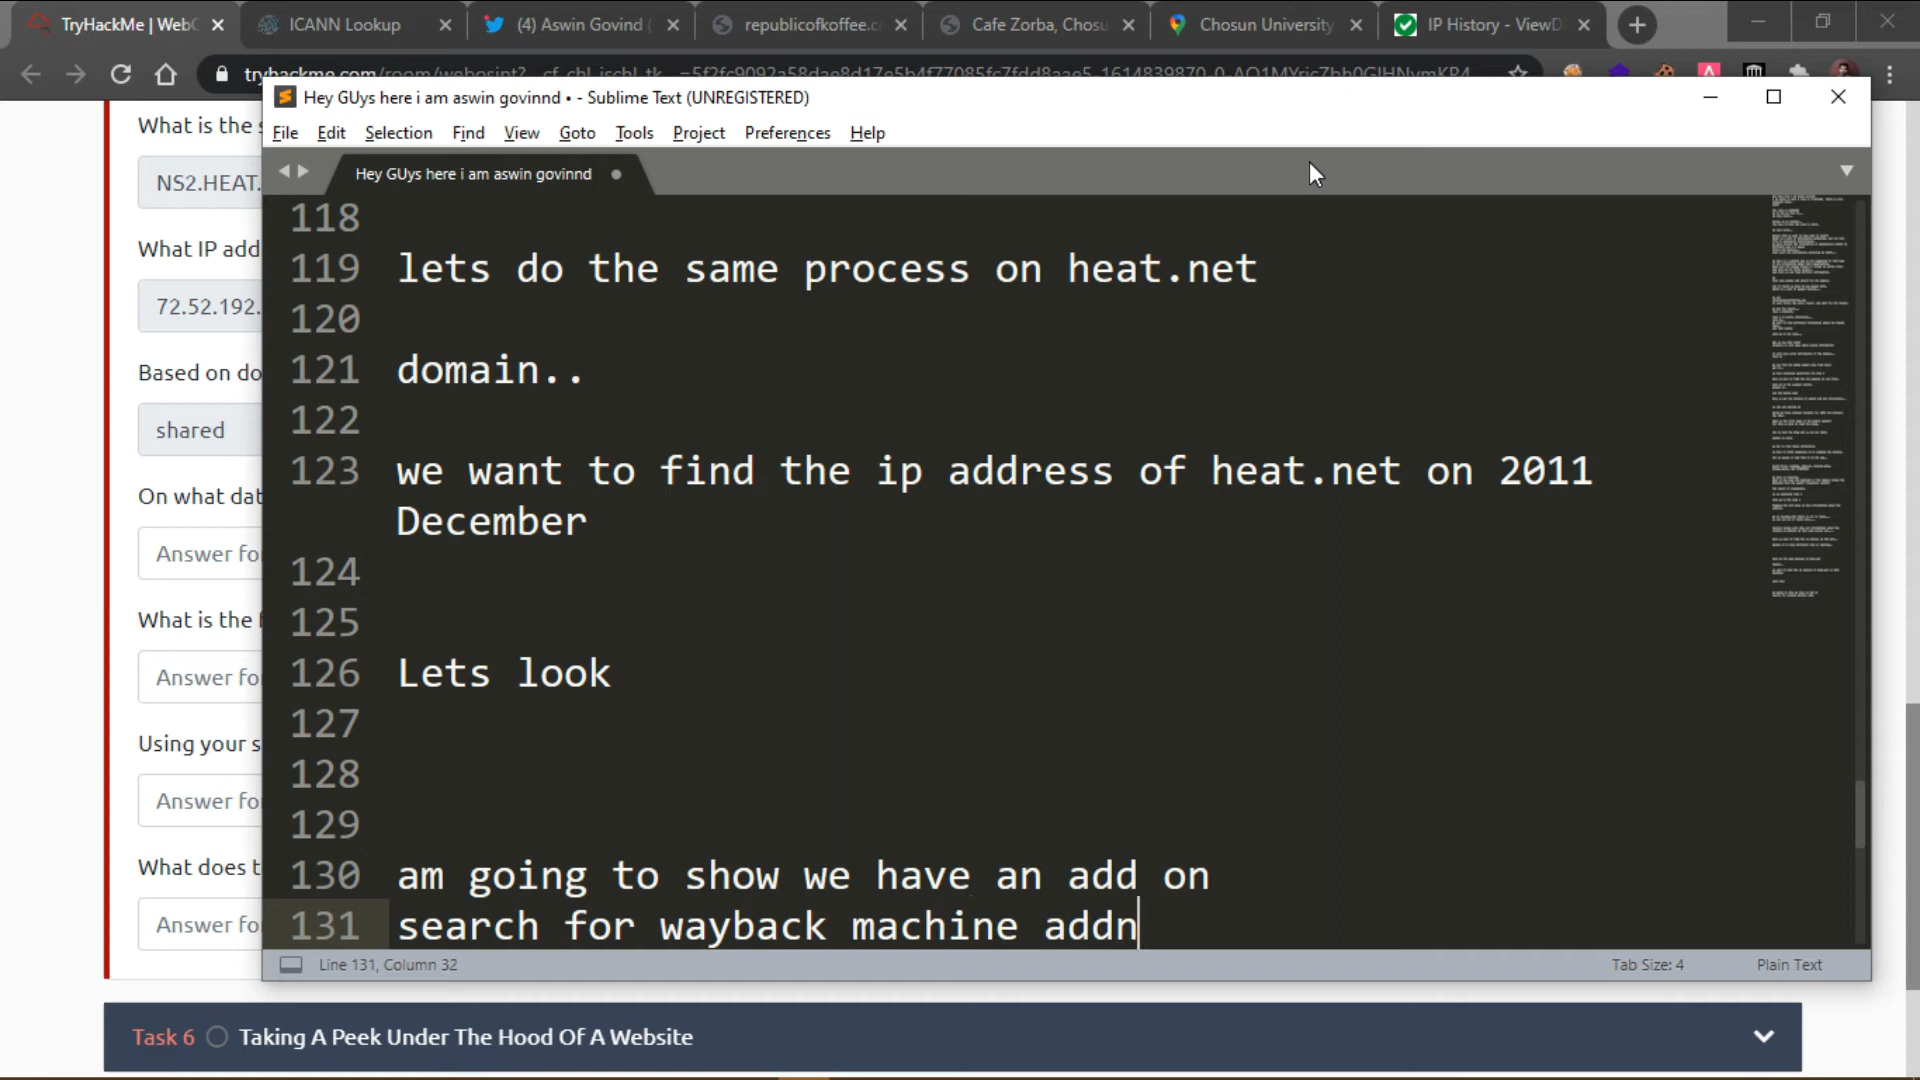 TryHackMe | WebO
ICANN Lookup
(4) Aswin Govind (
republicofkoffee.c
Cafe Zorba, Chosu
Chosun University
IP History - ViewD
Hey GUys here i am aswin govinnd • - Sublime Text (UNREGISTERED)
File Edit Selection Find View Goto Tools Project Preferences Help
Hey GUys here i am aswin govinnd
What is the s
NS2.HEAT.
What IP add
72.52.192.
Based on do
shared
On what dat
Answer fo
What is the f
Answer fo
Using your s
Answer fo
What does t
Answer fo
118
119 lets do the same process on heat.net
120
121 domain..
122
123 we want to find the ip address of heat.net on 2011
December
124
125
126 Lets look
127
128
129
130 am going to show we have an add on
131 search for wayback machine addn
Line 131, Column 32
Tab Size: 4
Plain Text
Task 6 Taking A Peek Under The Hood Of A Website